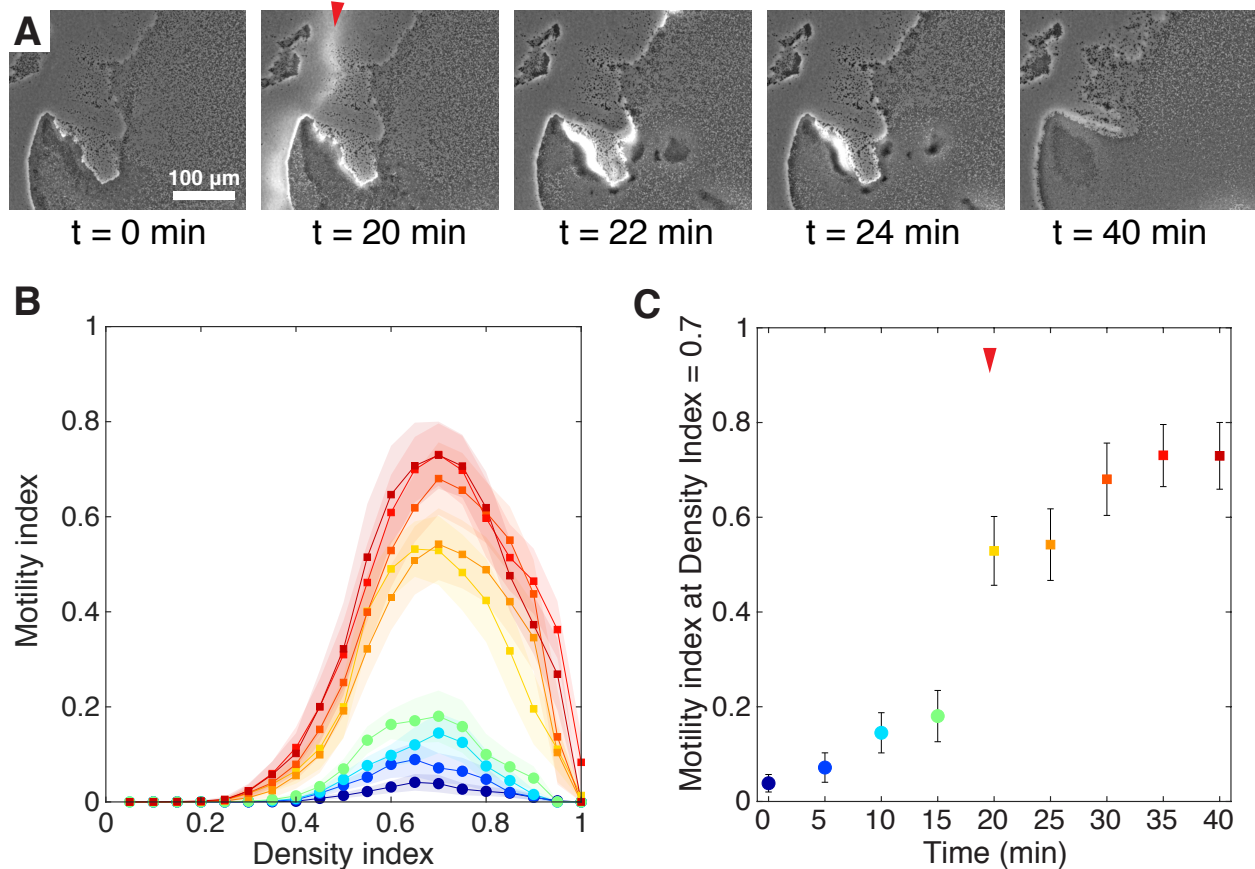 A
100 µm
t = 0 min
t = 20 min
t = 22 min
t = 24 min
t = 40 min
B
Motility index
1
0.8
0.6
0.4
0.2
0
0
0.2
0.4
0.6
0.8
1
Density index
C
Motility index at Density Index = 0.7
1
0.8
0.6
0.4
0.2
0
0
5
10
15
20
25
30
35
40
Time (min)